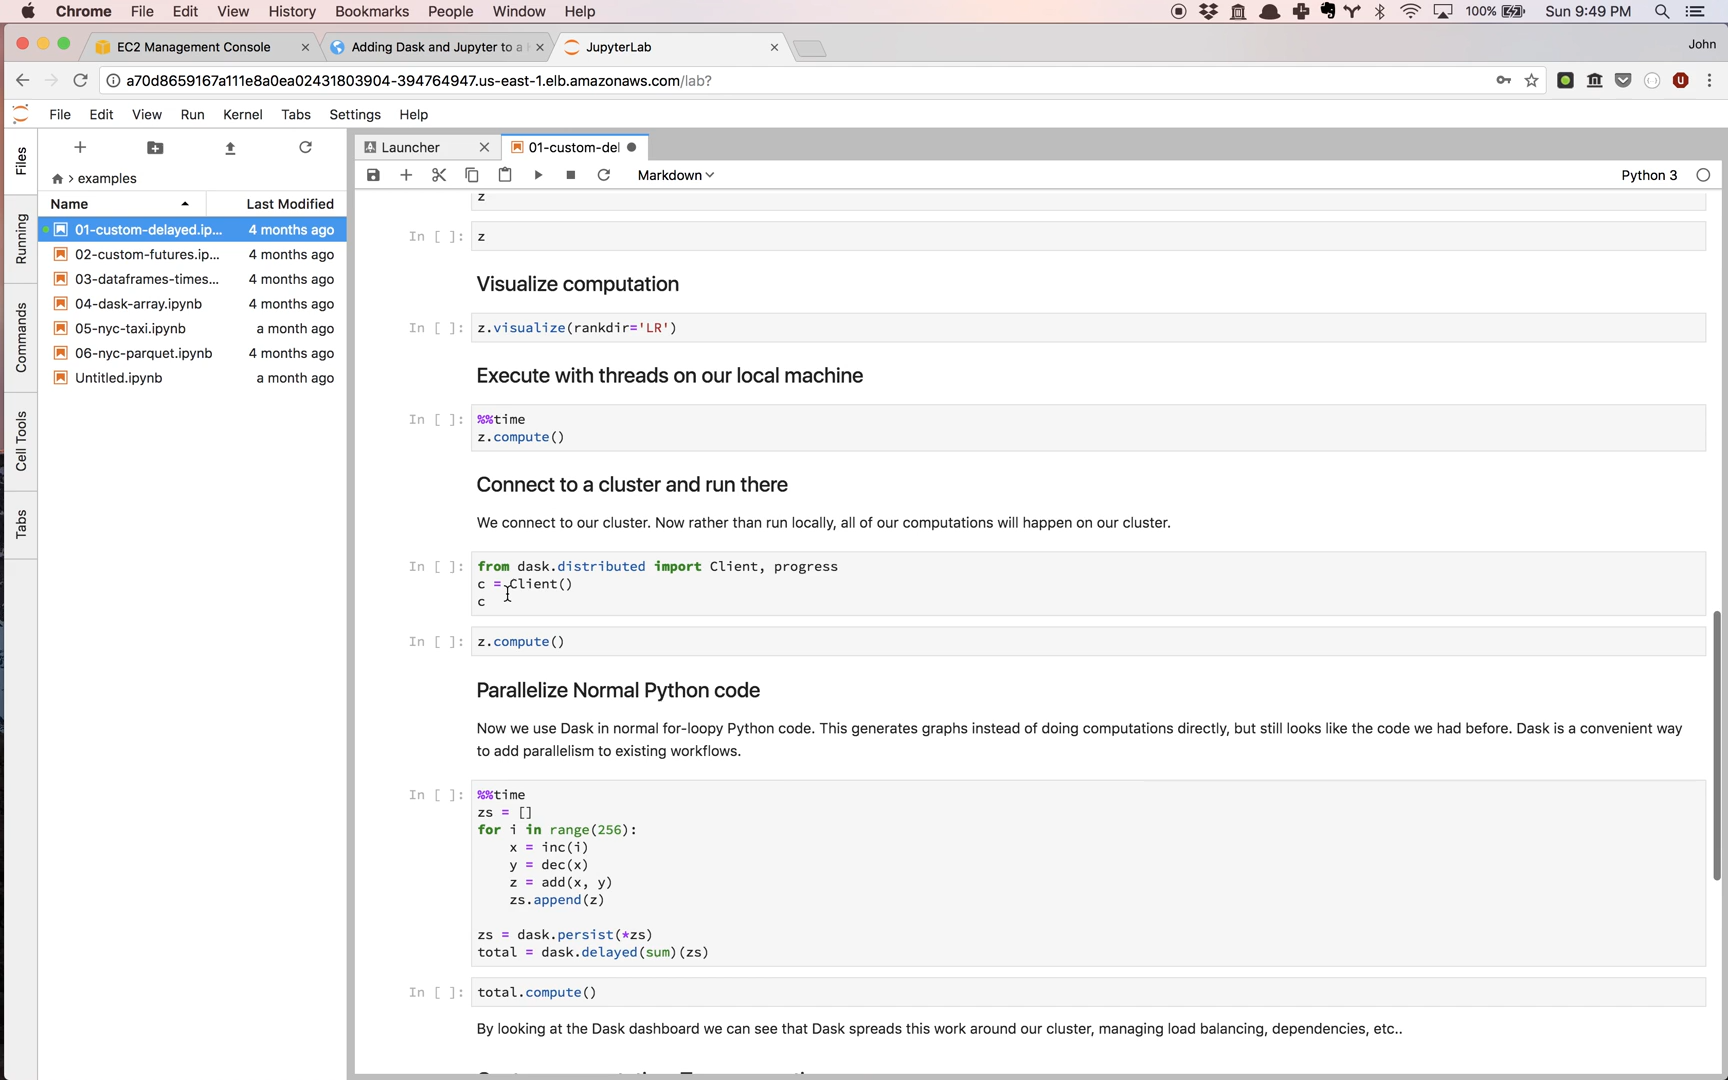 Chrome File Edit View History Bookmarks People Window Help 100% Sun 9:49 PM
EC2 Management Console Adding Dask and Jupyter to a JupyterLab John
a70d8659167a111e8a0ea02431803904-394764947.us-east-1.elb.amazonaws.com/lab?
File Edit View Run Kernel Tabs Settings Help
Files
Running
Commands
Cell Tools
Tabs
examples
Name Last Modified
01-custom-delayed.ip... 4 months ago
02-custom-futures.ip... 4 months ago
03-dataframes-times... 4 months ago
04-dask-array.ipynb 4 months ago
05-nyc-taxi.ipynb a month ago
06-nyc-parquet.ipynb 4 months ago
Untitled.ipynb a month ago
Launcher 01-custom-del
Markdown Python 3
z
In [ ]: z
Visualize computation
In [ ]: z.visualize(rankdir='LR')
Execute with threads on our local machine
In [ ]: %%time
z.compute()
Connect to a cluster and run there
We connect to our cluster. Now rather than run locally, all of our computations will happen on our cluster.
In [ ]: from dask.distributed import Client, progress
c = Client()
c
In [ ]: z.compute()
Parallelize Normal Python code
Now we use Dask in normal for-loopy Python code. This generates graphs instead of doing computations directly, but still looks like the code we had before. Dask is a convenient way
to add parallelism to existing workflows.
In [ ]: %%time
zs = []
for i in range(256):
    x = inc(i)
    y = dec(x)
    z = add(x, y)
    zs.append(z)
zs = dask.persist(*zs)
total = dask.delayed(sum)(zs)
In [ ]: total.compute()
By looking at the Dask dashboard we can see that Dask spreads this work around our cluster, managing load balancing, dependencies, etc..